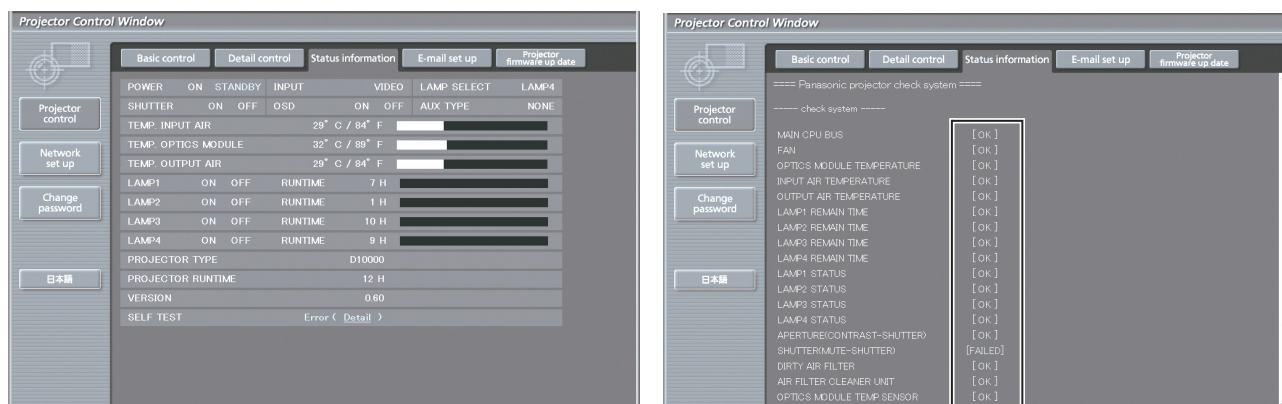 Projector Control Window
Basic control Detail control Status information E-mail set up Projector firmware up date
Projector control
Network set up
Change password
日本語
POWER ON STANDBY INPUT VIDEO LAMP SELECT LAMP4
SHUTTER ON OFF OSD ON OFF AUX TYPE NONE
TEMP. INPUT AIR 29° C / 84° F
TEMP. OPTICS MODULE 32° C / 89° F
TEMP. OUTPUT AIR 29° C / 84° F
LAMP1 ON OFF RUNTIME 7 H
LAMP2 ON OFF RUNTIME 1 H
LAMP3 ON OFF RUNTIME 10 H
LAMP4 ON OFF RUNTIME 9 H
PROJECTOR TYPE D10000
PROJECTOR RUNTIME 12 H
VERSION 0.60
SELF TEST Error ( Detail )
Projector Control Window
Basic control Detail control Status information E-mail set up Projector firmware up date
Projector control
Network set up
Change password
日本語
==== Panasonic projector check system ====
----- check system -----
MAIN CPU BUS [ OK ]
FAN [ OK ]
OPTICS MODULE TEMPERATURE [ OK ]
INPUT AIR TEMPERATURE [ OK ]
OUTPUT AIR TEMPERATURE [ OK ]
LAMP1 REMAIN TIME [ OK ]
LAMP2 REMAIN TIME [ OK ]
LAMP3 REMAIN TIME [ OK ]
LAMP4 REMAIN TIME [ OK ]
LAMP1 STATUS [ OK ]
LAMP2 STATUS [ OK ]
LAMP3 STATUS [ OK ]
LAMP4 STATUS [ OK ]
APERTURE(CONTRAST-SHUTTER) [ OK ]
SHUTTER(MUTE-SHUTTER) [FAILED]
DIRTY AIR FILTER [ OK ]
AIR FILTER CLEANER UNIT [ OK ]
OPTICS MODULE TEMP.SENSOR [ OK ]